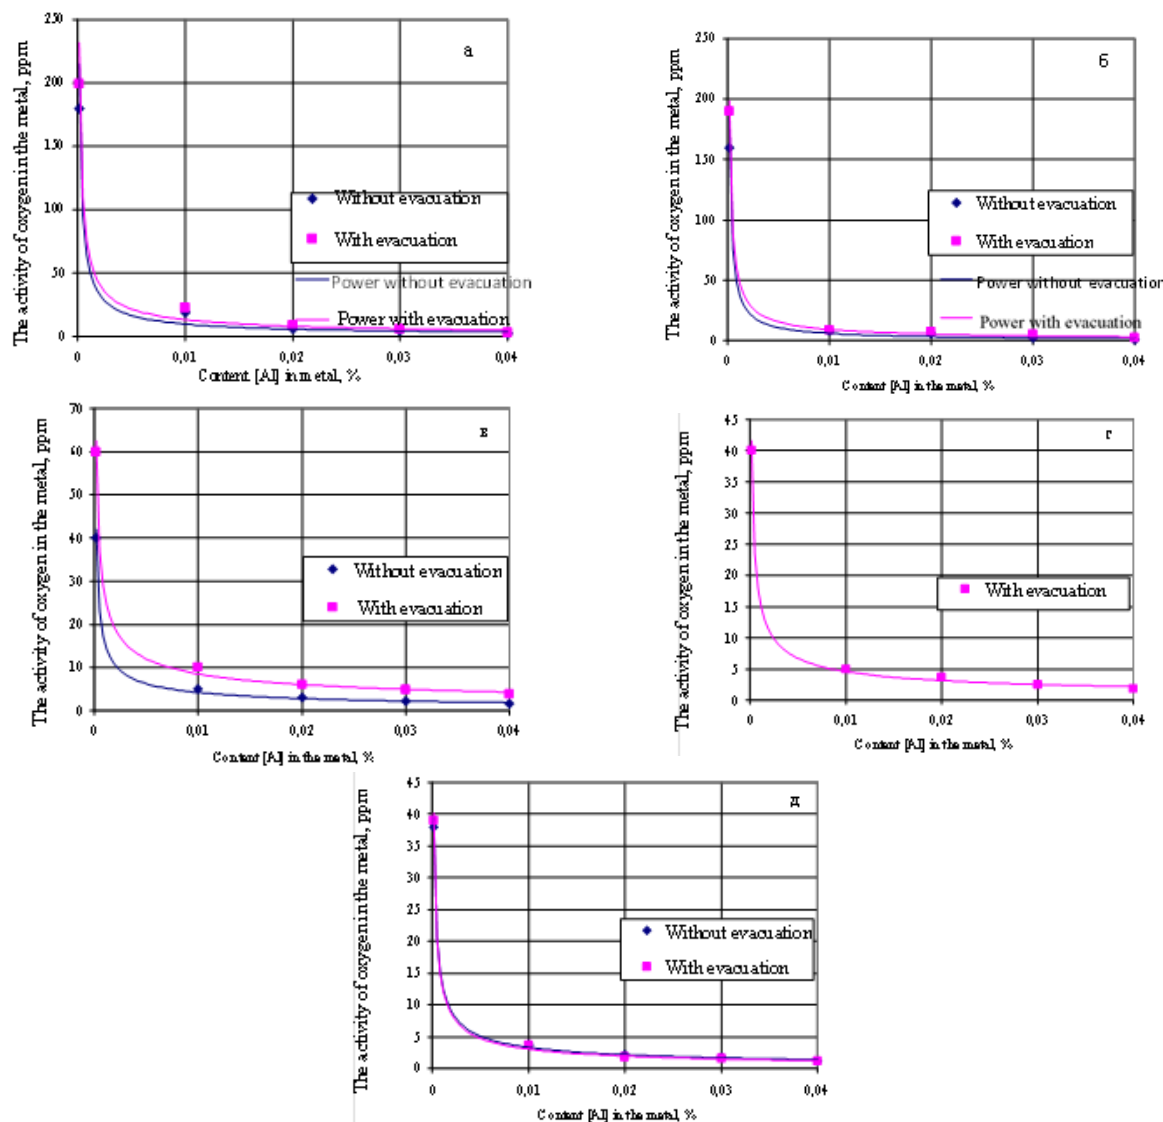 The activity of oxygen in the metal, ppm
250
200
150
100
50
0
а
Without evacuation
With evacuation
Power without evacuation
Power with evacuation
0 0,01 0,02 0,03 0,04
Content [Al] in metal, %
The activity of oxygen in the metal, ppm
250
200
150
100
50
0
б
Without evacuation
With evacuation
Power without evacuation
Power with evacuation
0 0,01 0,02 0,03 0,04
Content [Al] in the metal, %
The activity of oxygen in the metal, ppm
70
60
50
40
30
20
10
0
в
Without evacuation
With evacuation
0 0,01 0,02 0,03 0,04
Content [Al] in the metal, %
The activity of oxygen in the metal, ppm
45
40
35
30
25
20
15
10
5
0
г
With evacuation
0 0,01 0,02 0,03 0,04
Content [Al] in the metal, %
The activity of oxygen in the metal, ppm
45
40
35
30
25
20
15
10
5
0
д
Without evacuation
With evacuation
0 0,01 0,02 0,03 0,04
Content [Al] in the metal, %